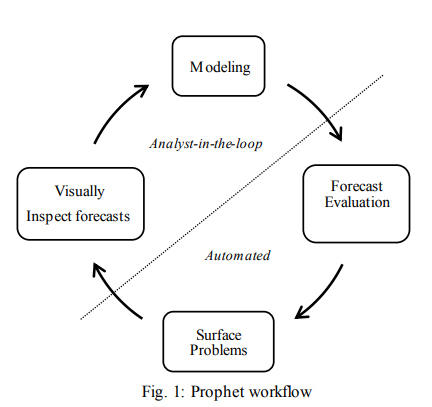 Modeling
Analyst-in-the-loop
Visually
Inspect forecasts
Forecast
Evaluation
Automated
Surface
Problems
Fig. 1: Prophet workflow